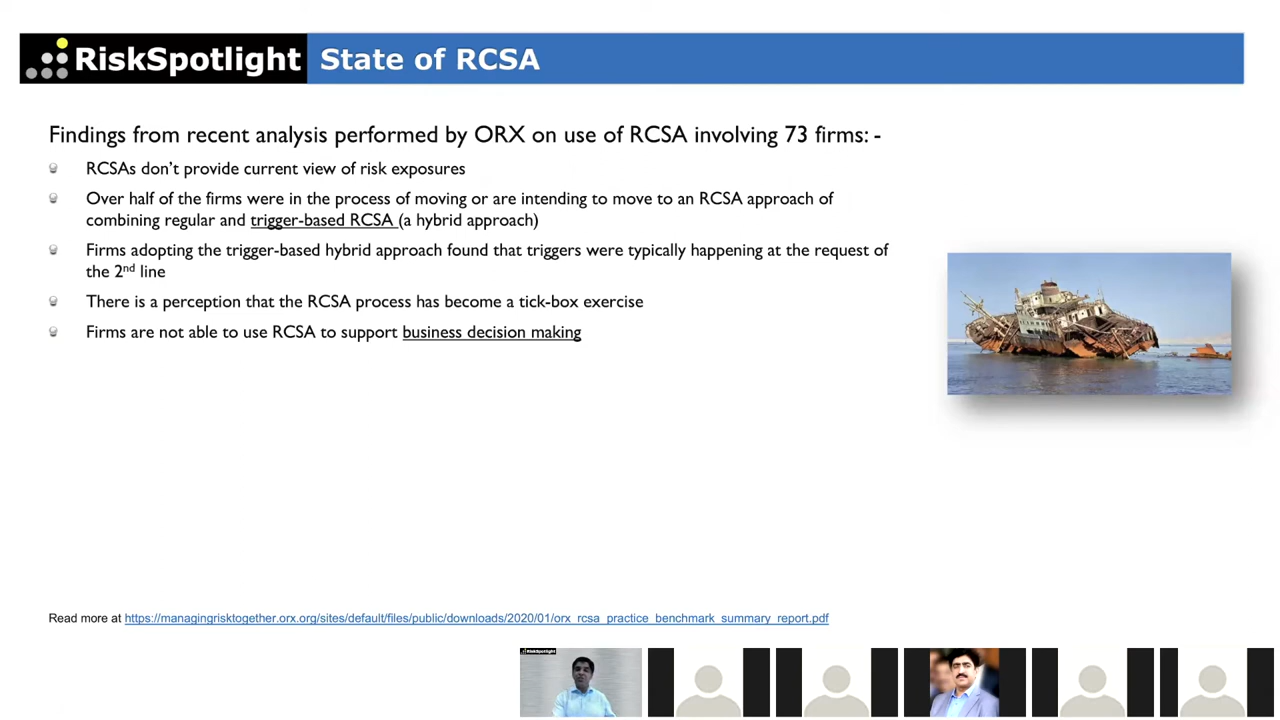 RiskSpotlight State of RCSA
Findings from recent analysis performed by ORX on use of RCSA involving 73 firms: -
RCSAs don’t provide current view of risk exposures
Over half of the firms were in the process of moving or are intending to move to an RCSA approach of
combining regular and trigger-based RCSA (a hybrid approach)
Firms adopting the trigger-based hybrid approach found that triggers were typically happening at the request of
the 2nd line
There is a perception that the RCSA process has become a tick-box exercise
Firms are not able to use RCSA to support business decision making
Read more at https://managingrisktogether.orx.org/sites/default/files/public/downloads/2020/01/orx_rcsa_practice_benchmark_summary_report.pdf
RiskSpotlight